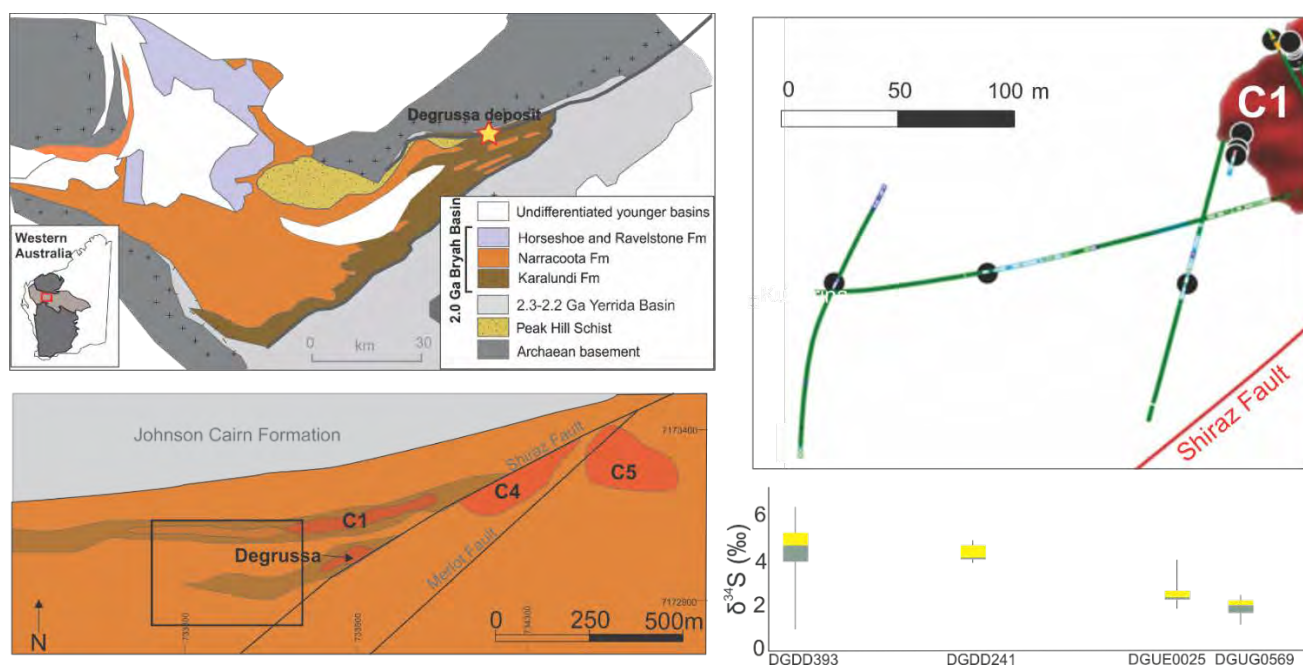 Degrussa deposit
Undifferentiated younger basins
2.0 Ga Bryah Basin
Horseshoe and Ravelstone Fm
Narracoota Fm
Karalundi Fm
2.3-2.2 Ga Yerrida Basin
Peak Hill Schist
Archaean basement
Western
Australia
0 30
km
0 50 100 m
C1
Shiraz Fault
Johnson Cairn Formation
Shiraz Fault
7173400
C5
C4
C1
Degrussa
Merlot Fault
N
7172800
734300
0 250 500m
δ34S (‰)
6
4
2
0
DGDD393 DGDD241 DGUE0025 DGUG0569